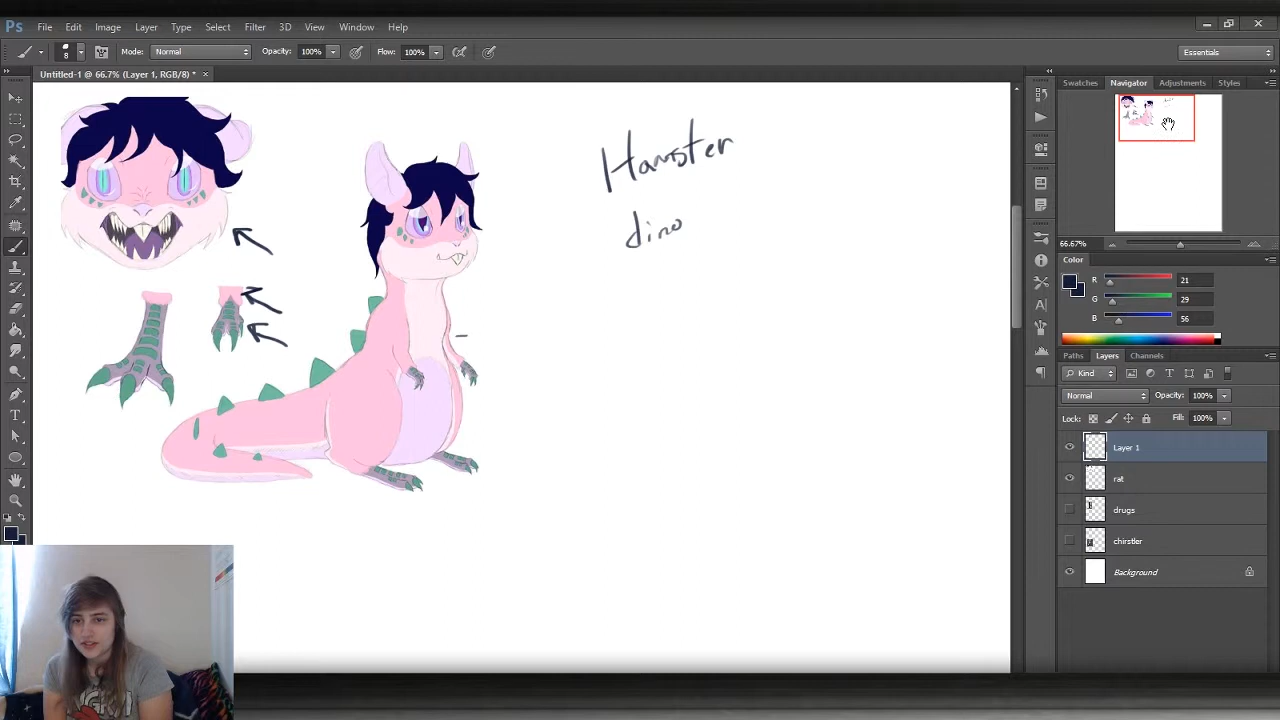 Ps File Edit Image Layer Type Select Filter 3D View Window Help
8 Mode: Normal Opacity: 100% Flow: 100% Essentials
Untitled-1 @ 66.7% (Layer 1, RGB/8) * ×
Swatches Navigator Adjustments Styles
Hamster
dino
66.67%
Color
R 21
G 29
B 56
Paths Layers Channels
Kind
Normal Opacity: 100%
Lock: Fill: 100%
Layer 1
rat
drugs
chirstler
Background